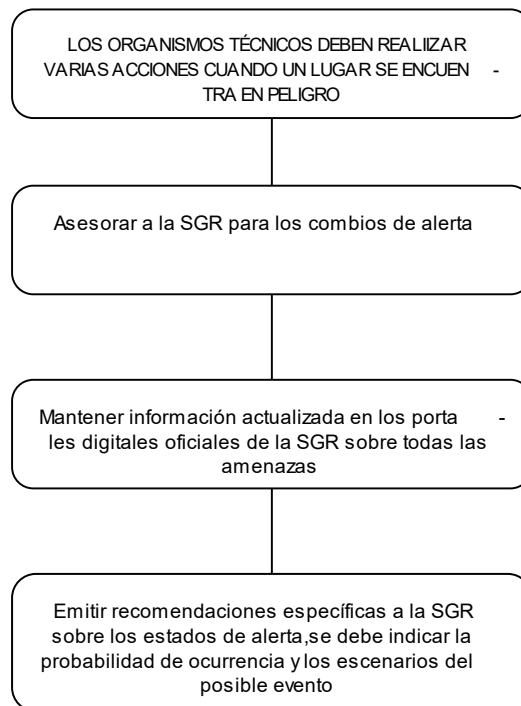 LOS ORGANISMOS TÉCNICOS DEBEN REALIIZAR
VARIAS ACCIONES CUANDO UN LUGAR SE ENCUEN -
TRA EN PELIGRO
Asesorar a la SGR para los combios de alerta
Mantener información actualizada en los porta -
les digitales oficiales de la SGR sobre todas las
amenazas
Emitir recomendaciones específicas a la SGR
sobre los estados de alerta,se debe indicar la
probabilidad de ocurrencia y los escenarios del
posible evento